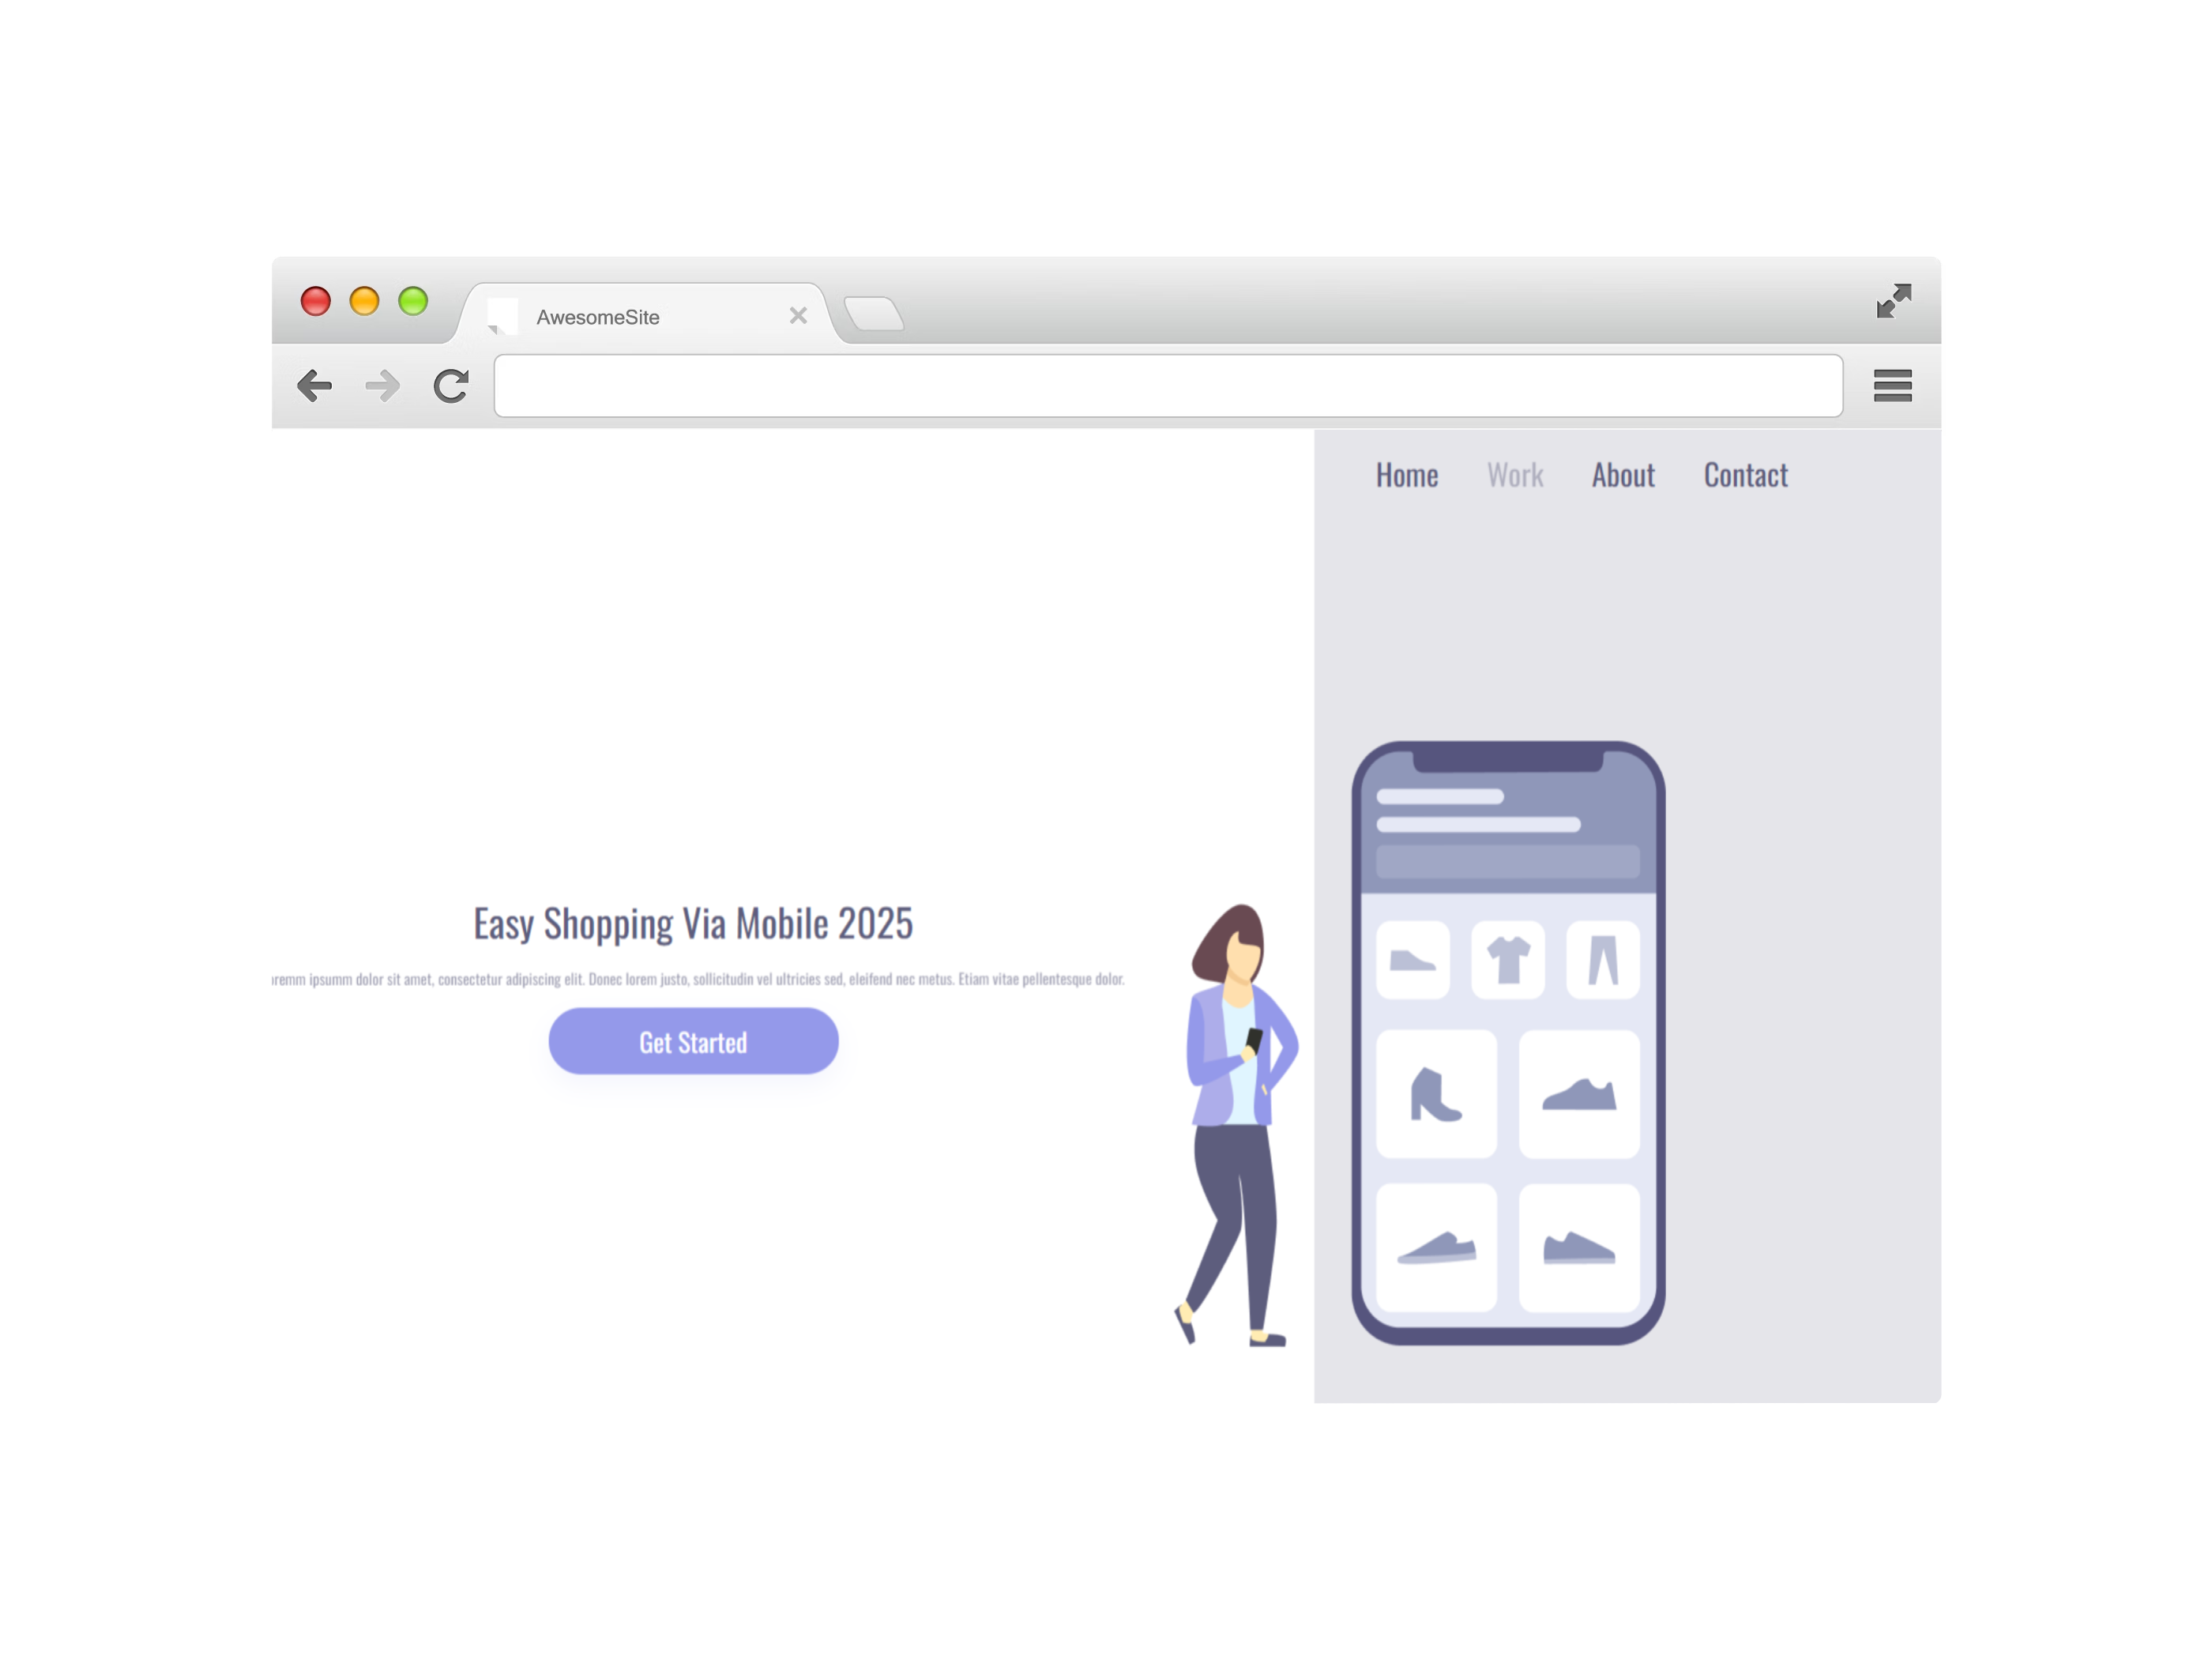 AwesomeSite
Home Work About Contact
Easy Shopping Via Mobile 2025
oremm ipsumm dolor sit amet, consectetur adipiscing elit. Donec lorem justo, sollicitudin vel ultricies sed, eleifend nec metus. Etiam vitae pellentesque dolor.
Get Started